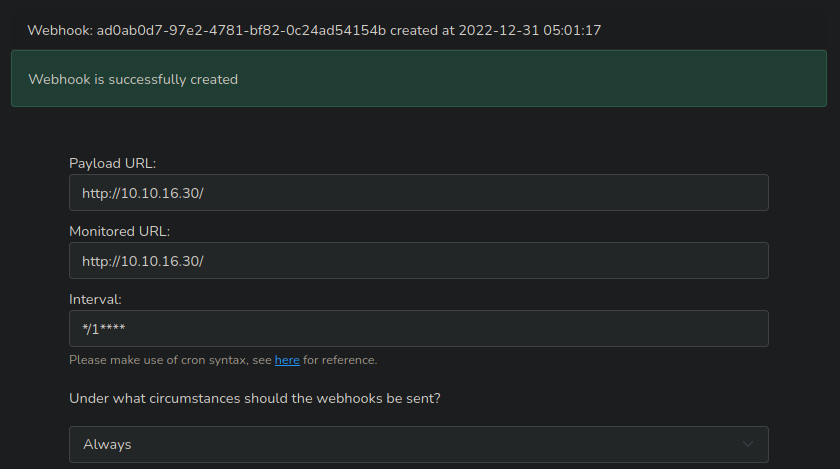 Webhook: ad0ab0d7-97e2-4781-bf82-0c24ad54154b created at 2022-12-31 05:01:17
Webhook is successfully created
Payload URL:
http://10.10.16.30/
Monitored URL:
http://10.10.16.30/
Interval:
*/1****
Please make use of cron syntax, see here for reference.
Under what circumstances should the webhooks be sent?
Always